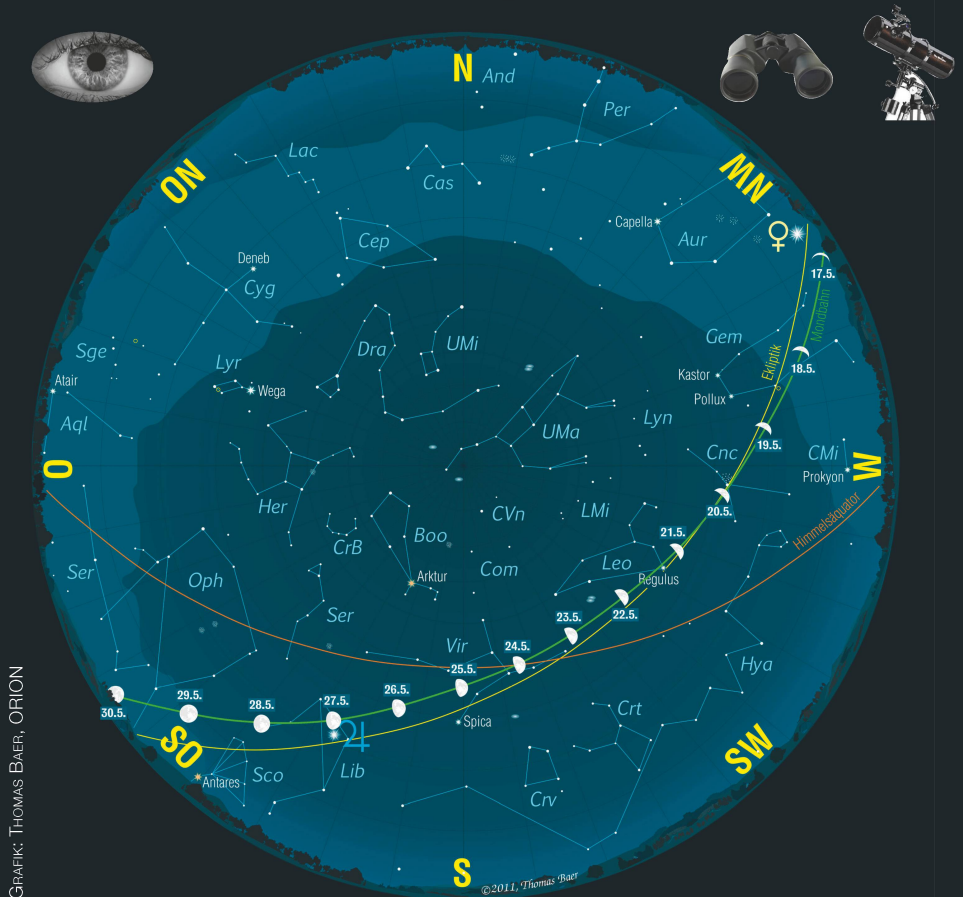 N
And
Per
Lac
Cas
NO
NW
Capella
Aur
♀
Cep
Deneb
Cyg
17.5.
Mondbahn
Gem
Sge
Dra
UMi
Ekliptik
18.5.
Lyr
Atair
Wega
Kastor
Pollux
Aql
UMa
Lyn
19.5.
Cnc
CMi
O
W
Prokyon
Her
CVn
LMi
20.5.
Himmelsäquator
CrB
Boo
21.5.
Ser
Oph
Arktur
Com
Leo
Regulus
Ser
23.5.
22.5.
Vir
24.5.
25.5.
Hya
29.5.
26.5.
30.5.
28.5.
27.5.
Spica
Crt
SO
♃
SW
Antares
Sco
Lib
Crv
S
©2011, Thomas Baer
GRAFIK: THOMAS BAER, ORION